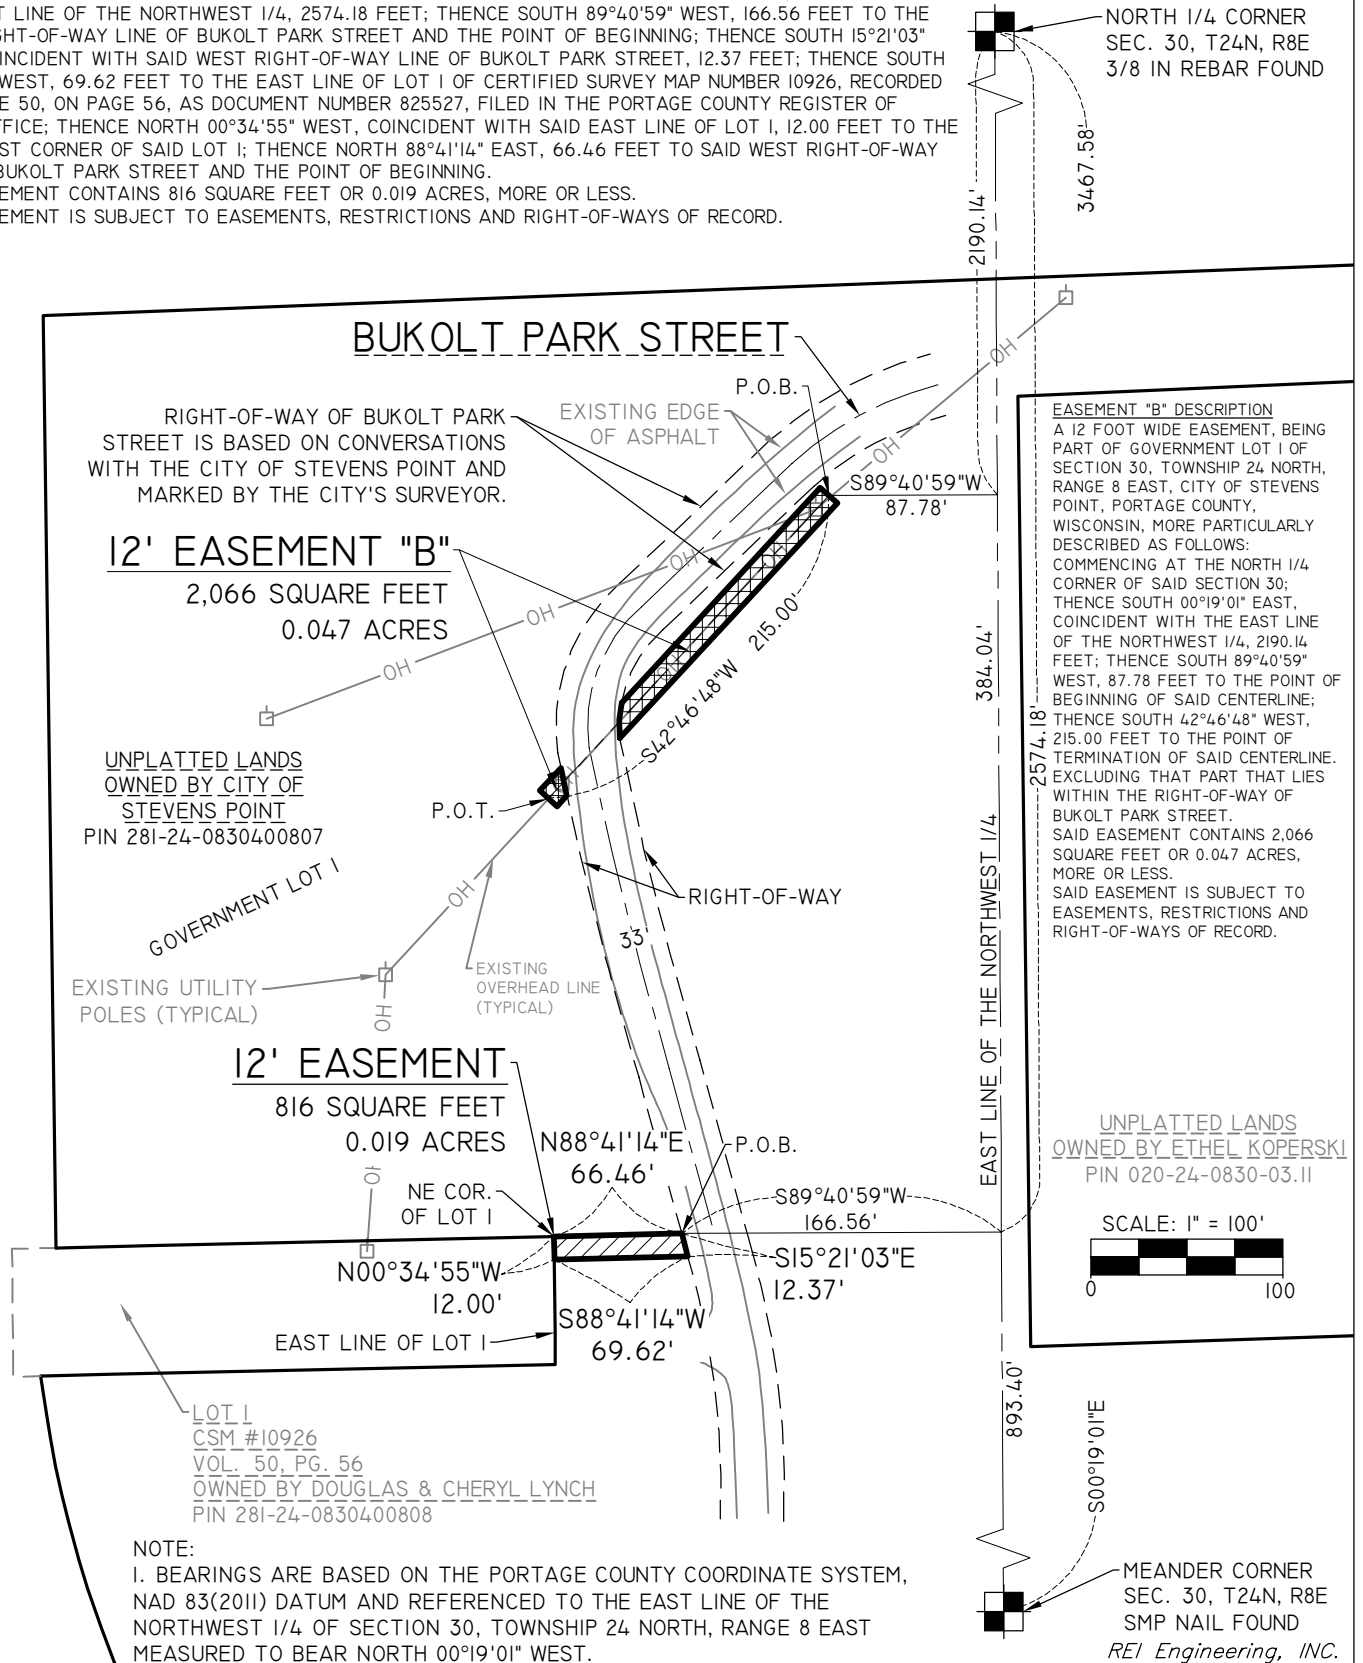 T LINE OF THE NORTHWEST 1/4, 2574.18 FEET; THENCE SOUTH 89°40'59" WEST, 166.56 FEET TO THE
GHT-OF-WAY LINE OF BUKOLT PARK STREET AND THE POINT OF BEGINNING; THENCE SOUTH 15°21'03"
INCIDENT WITH SAID WEST RIGHT-OF-WAY LINE OF BUKOLT PARK STREET, 12.37 FEET; THENCE SOUTH
WEST, 69.62 FEET TO THE EAST LINE OF LOT 1 OF CERTIFIED SURVEY MAP NUMBER 10926, RECORDED
E 50, ON PAGE 56, AS DOCUMENT NUMBER 825527, FILED IN THE PORTAGE COUNTY REGISTER OF
FFICE; THENCE NORTH 00°34'55" WEST, COINCIDENT WITH SAID EAST LINE OF LOT 1, 12.00 FEET TO THE
ST CORNER OF SAID LOT 1; THENCE NORTH 88°41'14" EAST, 66.46 FEET TO SAID WEST RIGHT-OF-WAY
BUKOLT PARK STREET AND THE POINT OF BEGINNING.
EMENT CONTAINS 816 SQUARE FEET OR 0.019 ACRES, MORE OR LESS.
EMENT IS SUBJECT TO EASEMENTS, RESTRICTIONS AND RIGHT-OF-WAYS OF RECORD.
NORTH 1/4 CORNER
SEC. 30, T24N, R8E
3/8 IN REBAR FOUND
3467.58'
2190.14'
BUKOLT PARK STREET
P.O.B.
OH
RIGHT-OF-WAY OF BUKOLT PARK
STREET IS BASED ON CONVERSATIONS
WITH THE CITY OF STEVENS POINT AND
MARKED BY THE CITY'S SURVEYOR.
EXISTING EDGE
OF ASPHALT
OH
S89°40'59"W
87.78'
12' EASEMENT "B"
2,066 SQUARE FEET
0.047 ACRES
OH
OH
OH
OH
OH
215.00'
S42°46'48"W
OH
384.04'
2574.18'
EASEMENT "B" DESCRIPTION
A 12 FOOT WIDE EASEMENT, BEING
PART OF GOVERNMENT LOT 1 OF
SECTION 30, TOWNSHIP 24 NORTH,
RANGE 8 EAST, CITY OF STEVENS
POINT, PORTAGE COUNTY,
WISCONSIN, MORE PARTICULARLY
DESCRIBED AS FOLLOWS:
COMMENCING AT THE NORTH 1/4
CORNER OF SAID SECTION 30;
THENCE SOUTH 00°19'01" EAST,
COINCIDENT WITH THE EAST LINE
OF THE NORTHWEST 1/4, 2190.14
FEET; THENCE SOUTH 89°40'59"
WEST, 87.78 FEET TO THE POINT OF
BEGINNING OF SAID CENTERLINE;
THENCE SOUTH 42°46'48" WEST,
215.00 FEET TO THE POINT OF
TERMINATION OF SAID CENTERLINE.
EXCLUDING THAT PART THAT LIES
WITHIN THE RIGHT-OF-WAY OF
BUKOLT PARK STREET.
SAID EASEMENT CONTAINS 2,066
SQUARE FEET OR 0.047 ACRES,
MORE OR LESS.
SAID EASEMENT IS SUBJECT TO
EASEMENTS, RESTRICTIONS AND
RIGHT-OF-WAYS OF RECORD.
UNPLATTED LANDS
OWNED BY CITY OF
STEVENS POINT
PIN 281-24-0830400807
P.O.T.
GOVERNMENT LOT 1
OH
RIGHT-OF-WAY
33'
EAST LINE OF THE NORTHWEST 1/4
EXISTING UTILITY
POLES (TYPICAL)
EXISTING
OVERHEAD LINE
(TYPICAL)
OH
12' EASEMENT
816 SQUARE FEET
0.019 ACRES
N88°41'14"E
66.46'
P.O.B.
NE COR.
OF LOT 1
S89°40'59"W
166.56'
UNPLATTED LANDS
OWNED BY ETHEL KOPERSKI
PIN 020-24-0830-03.11
SCALE: 1" = 100'
0 100
N00°34'55"W
12.00'
S15°21'03"E
12.37'
S88°41'14"W
69.62'
EAST LINE OF LOT 1
893.40'
S00°19'01"E
LOT 1
CSM #10926
VOL. 50, PG. 56
OWNED BY DOUGLAS & CHERYL LYNCH
PIN 281-24-0830400808
NOTE:
1. BEARINGS ARE BASED ON THE PORTAGE COUNTY COORDINATE SYSTEM,
NAD 83(2011) DATUM AND REFERENCED TO THE EAST LINE OF THE
NORTHWEST 1/4 OF SECTION 30, TOWNSHIP 24 NORTH, RANGE 8 EAST
MEASURED TO BEAR NORTH 00°19'01" WEST.
MEANDER CORNER
SEC. 30, T24N, R8E
SMP NAIL FOUND
REI Engineering, INC.